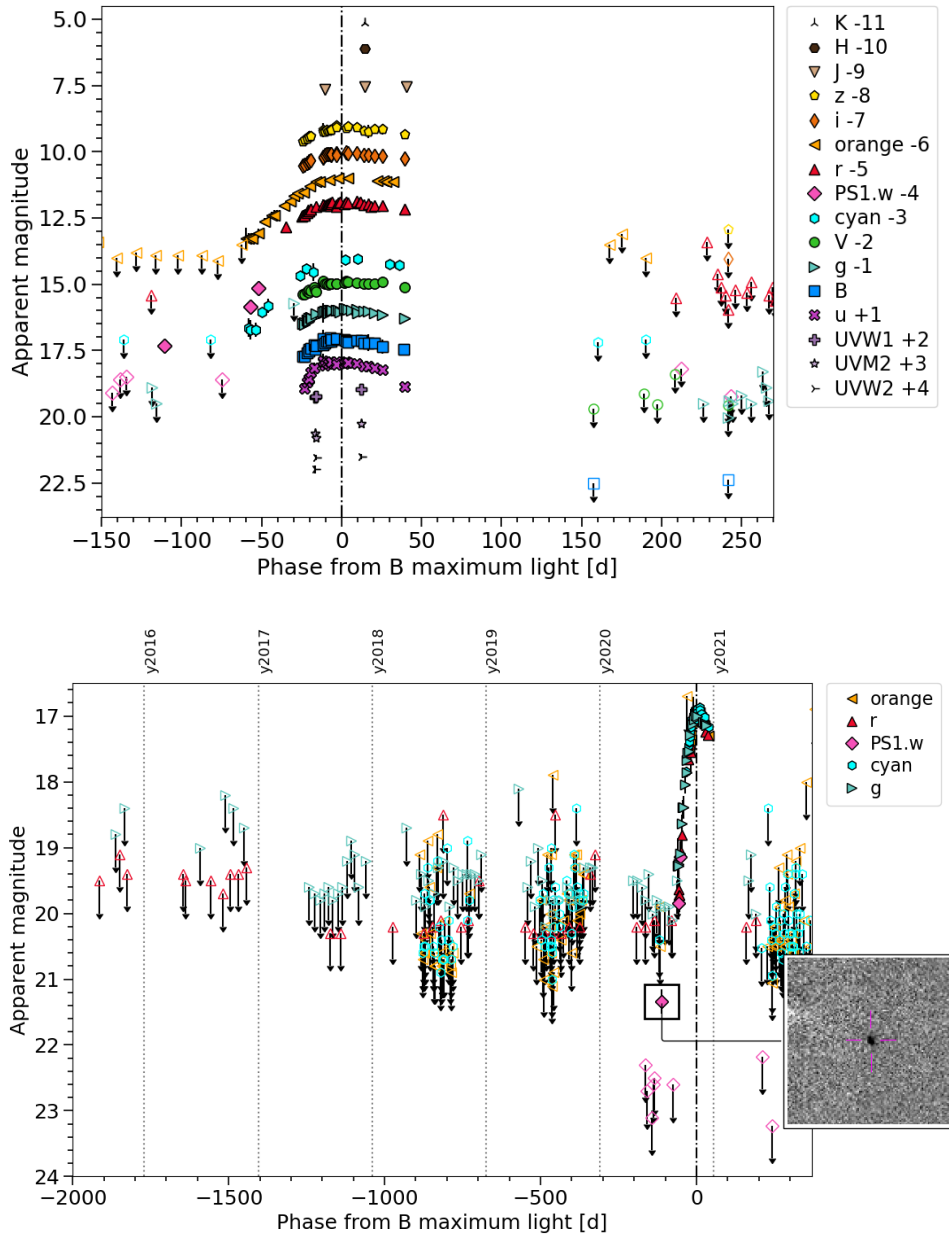 5.0
7.5
10.0
12.5
15.0
17.5
20.0
22.5
Apparent magnitude
−150 −100 −50 0 50 100 150 200 250
Phase from B maximum light [d]
K -11
H -10
J -9
z -8
i -7
orange -6
r -5
PS1.w -4
cyan -3
V -2
g -1
B
u +1
UVW1 +2
UVM2 +3
UVW2 +4
y2016
y2017
y2018
y2019
y2020
y2021
17
18
19
20
21
22
23
24
Apparent magnitude
−2000 −1500 −1000 −500 0
Phase from B maximum light [d]
orange
r
PS1.w
cyan
g